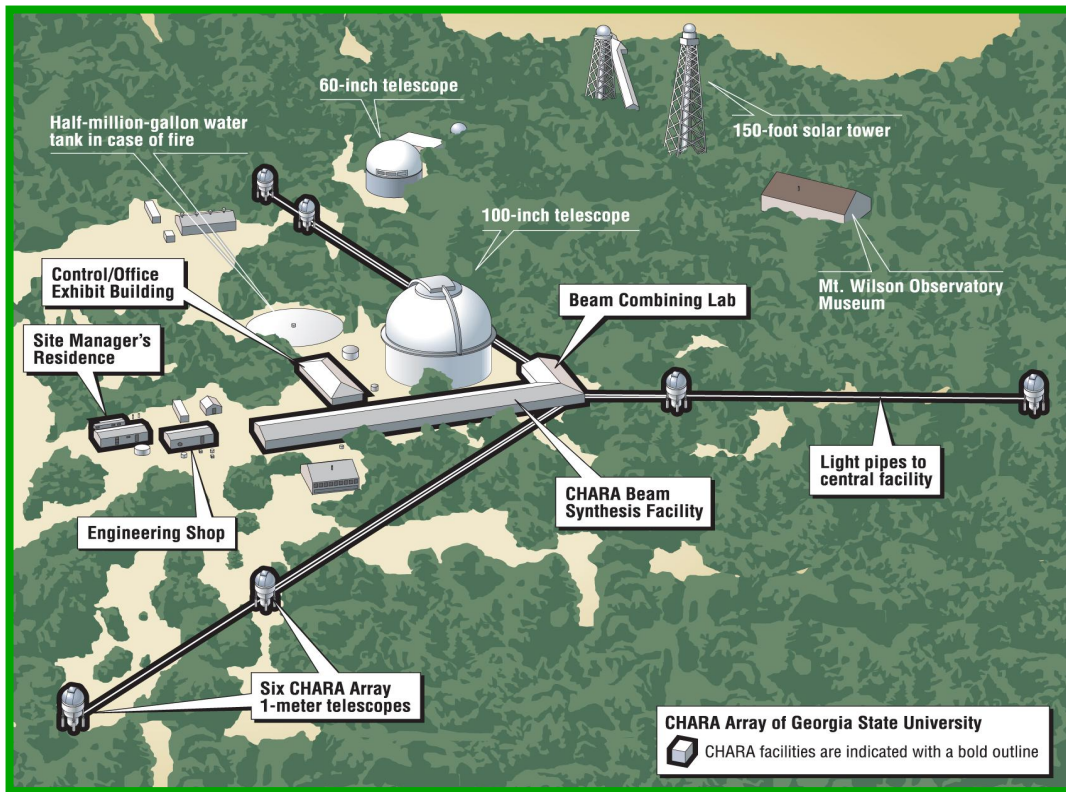 60-inch telescope
Half-million-gallon water
tank in case of fire
150-foot solar tower
100-inch telescope
Control/Office
Exhibit Building
Beam Combining Lab
Mt. Wilson Observatory
Museum
Site Manager's
Residence
Light pipes to
central facility
CHARA Beam
Synthesis Facility
Engineering Shop
Six CHARA Array
1-meter telescopes
CHARA Array of Georgia State University
CHARA facilities are indicated with a bold outline